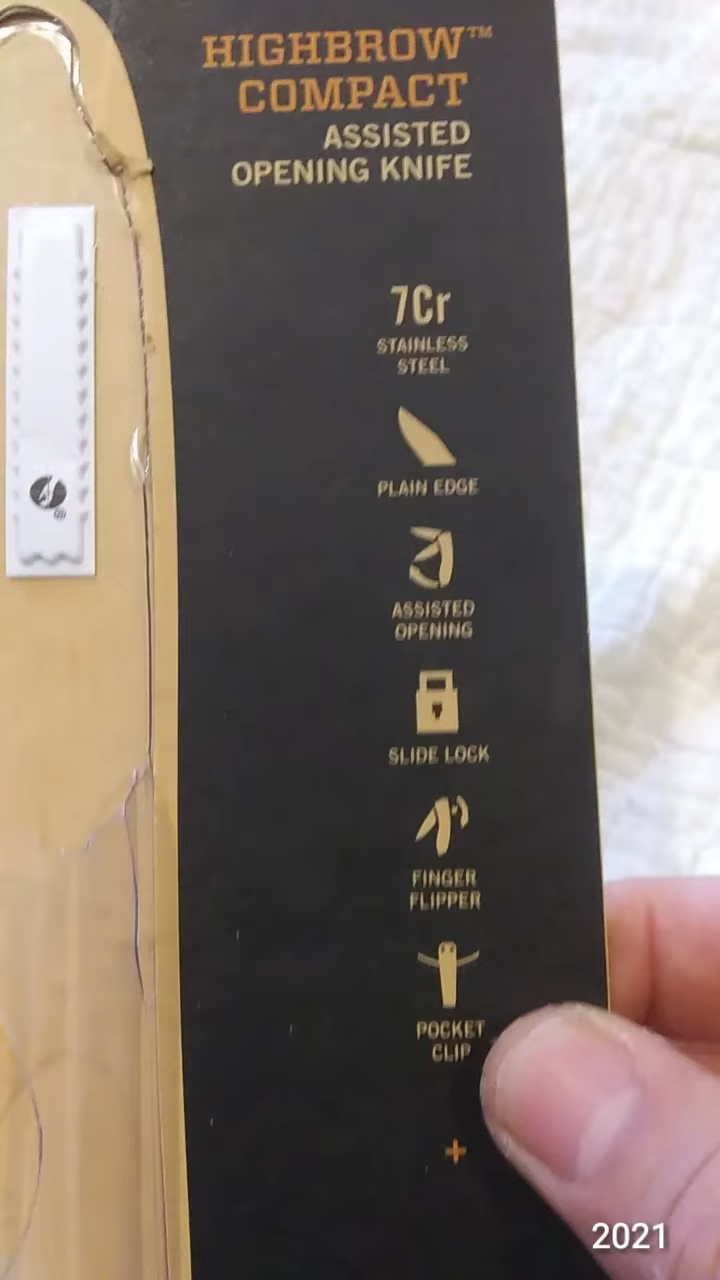 HIGHBROW™
COMPACT
ASSISTED
OPENING KNIFE
7Cr
STAINLESS
STEEL
PLAIN EDGE
ASSISTED
OPENING
SLIDE LOCK
FINGER
FLIPPER
POCKET
CLIP
+
2021